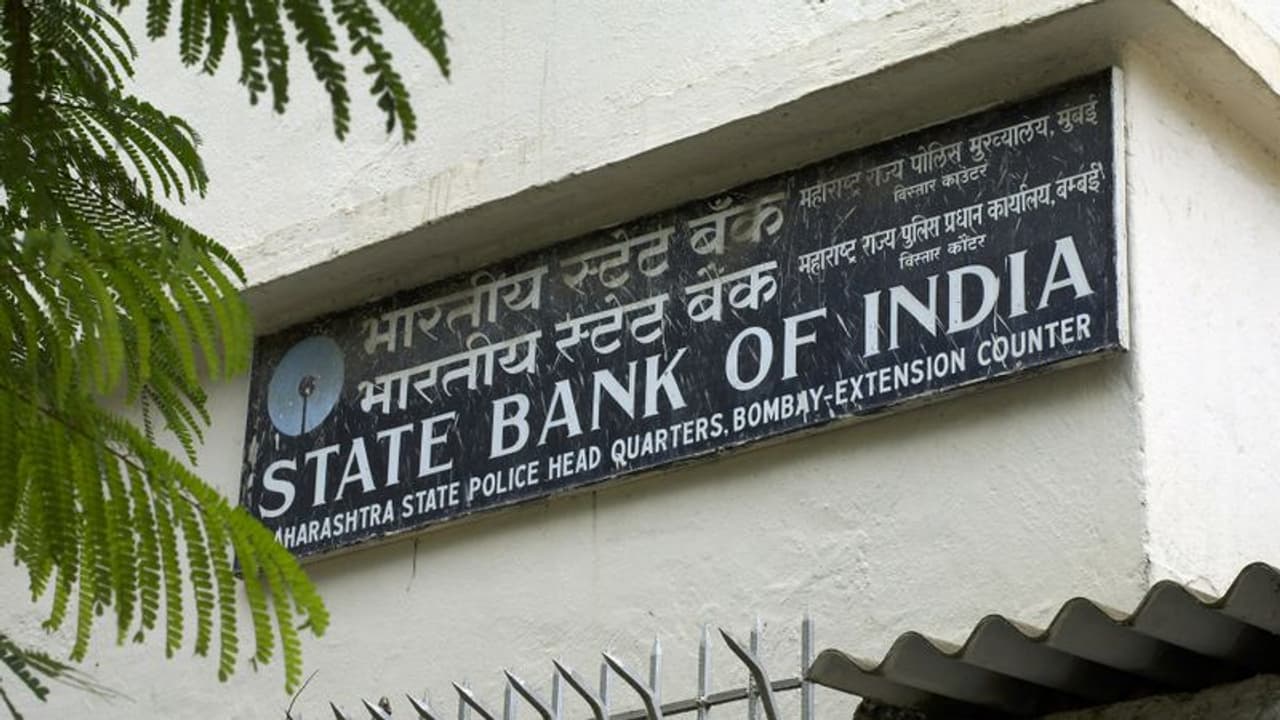 भारतीय स्टेट बँक
महाराष्ट्र राज्य पोलिस मुख्यालय, मुंबई
विस्तार काउंटर
भारतीय स्टेट बैंक
महाराष्ट्र राज्य पुलिस प्रधान कार्यालय, बम्बई
विस्तार कौंटर
STATE BANK OF INDIA
AHARASHTRA STATE POLICE HEAD QUARTERS, BOMBAY-EXTENSION COUNTER